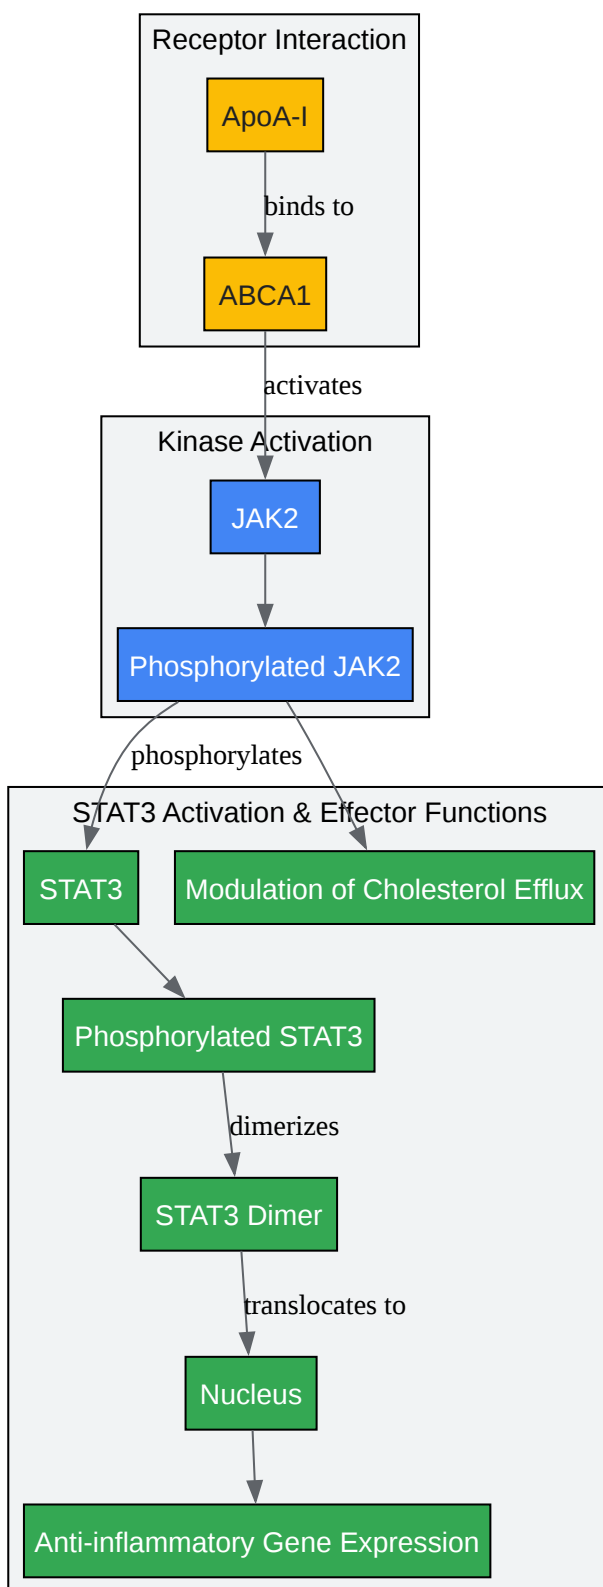 Receptor Interaction
ApoA-I
binds to
ABCA1
activates
Kinase Activation
JAK2
Phosphorylated JAK2
phosphorylates
STAT3 Activation & Effector Functions
STAT3
Modulation of Cholesterol Efflux
Phosphorylated STAT3
dimerizes
STAT3 Dimer
translocates to
Nucleus
Anti-inflammatory Gene Expression